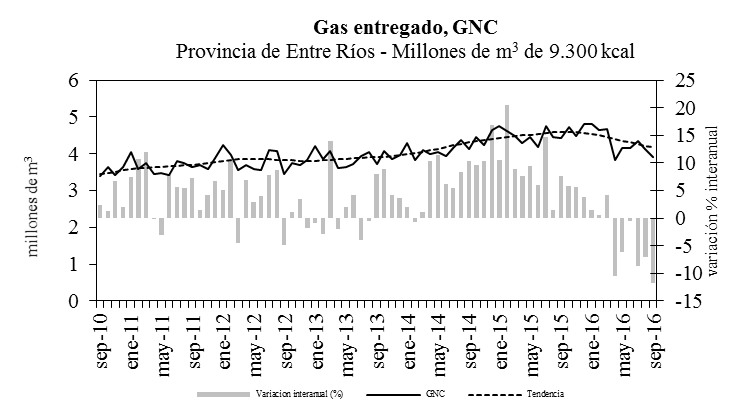 Gas entregado, GNC
Provincia de Entre Ríos - Millones de m³ de 9.300 kcal
6
5
4
3
2
1
0
millones de m³
25
20
15
10
5
0
-5
-10
-15
variación % interanual
sep-10
ene-11
may-11
sep-11
ene-12
may-12
sep-12
ene-13
may-13
sep-13
ene-14
may-14
sep-14
ene-15
may-15
sep-15
ene-16
may-16
sep-16
Variacion interanual (%)
GNC
Tendencia